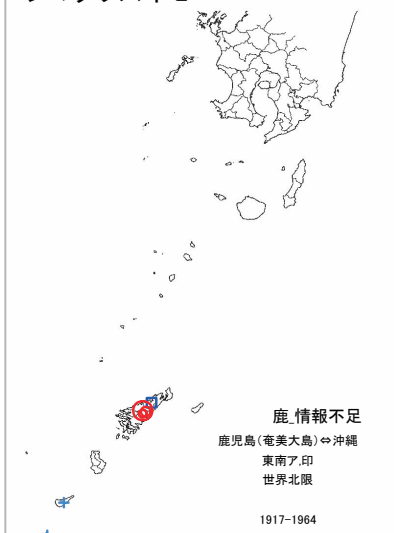 鹿_情報不足
鹿児島(奄美大島)⇔沖縄
東南ア,印
世界北限
1917-1964